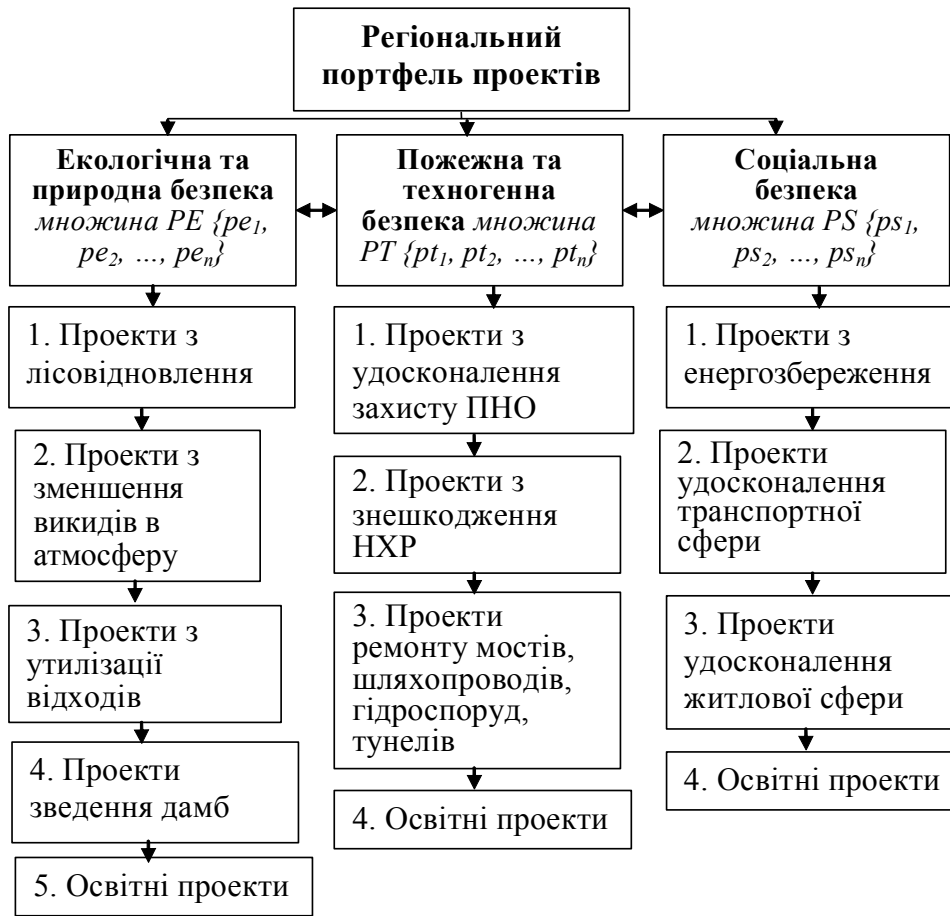 Регіональний
портфель проектів
Екологічна та
природна безпека
множина PE {pe₁,
pe₂, …, peₙ}
1. Проекти з
лісовідновлення
2. Проекти з
зменшення
викидів в
атмосферу
3. Проекти з
утилізації
відходів
4. Проекти
зведення дамб
5. Освітні проекти
Пожежна та
техногенна
безпека множина
PT {pt₁, pt₂, …, ptₙ}
1. Проекти з
удосконалення
захисту ПНО
2. Проекти з
знешкодження
НХР
3. Проекти
ремонту мостів,
шляхопроводів,
гідроспоруд,
тунелів
4. Освітні проекти
Соціальна
безпека
множина PS {ps₁,
ps₂, …, psₙ}
1. Проекти з
енергозбереження
2. Проекти
удосконалення
транспортної
сфери
3. Проекти
удосконалення
житлової сфери
4. Освітні проекти